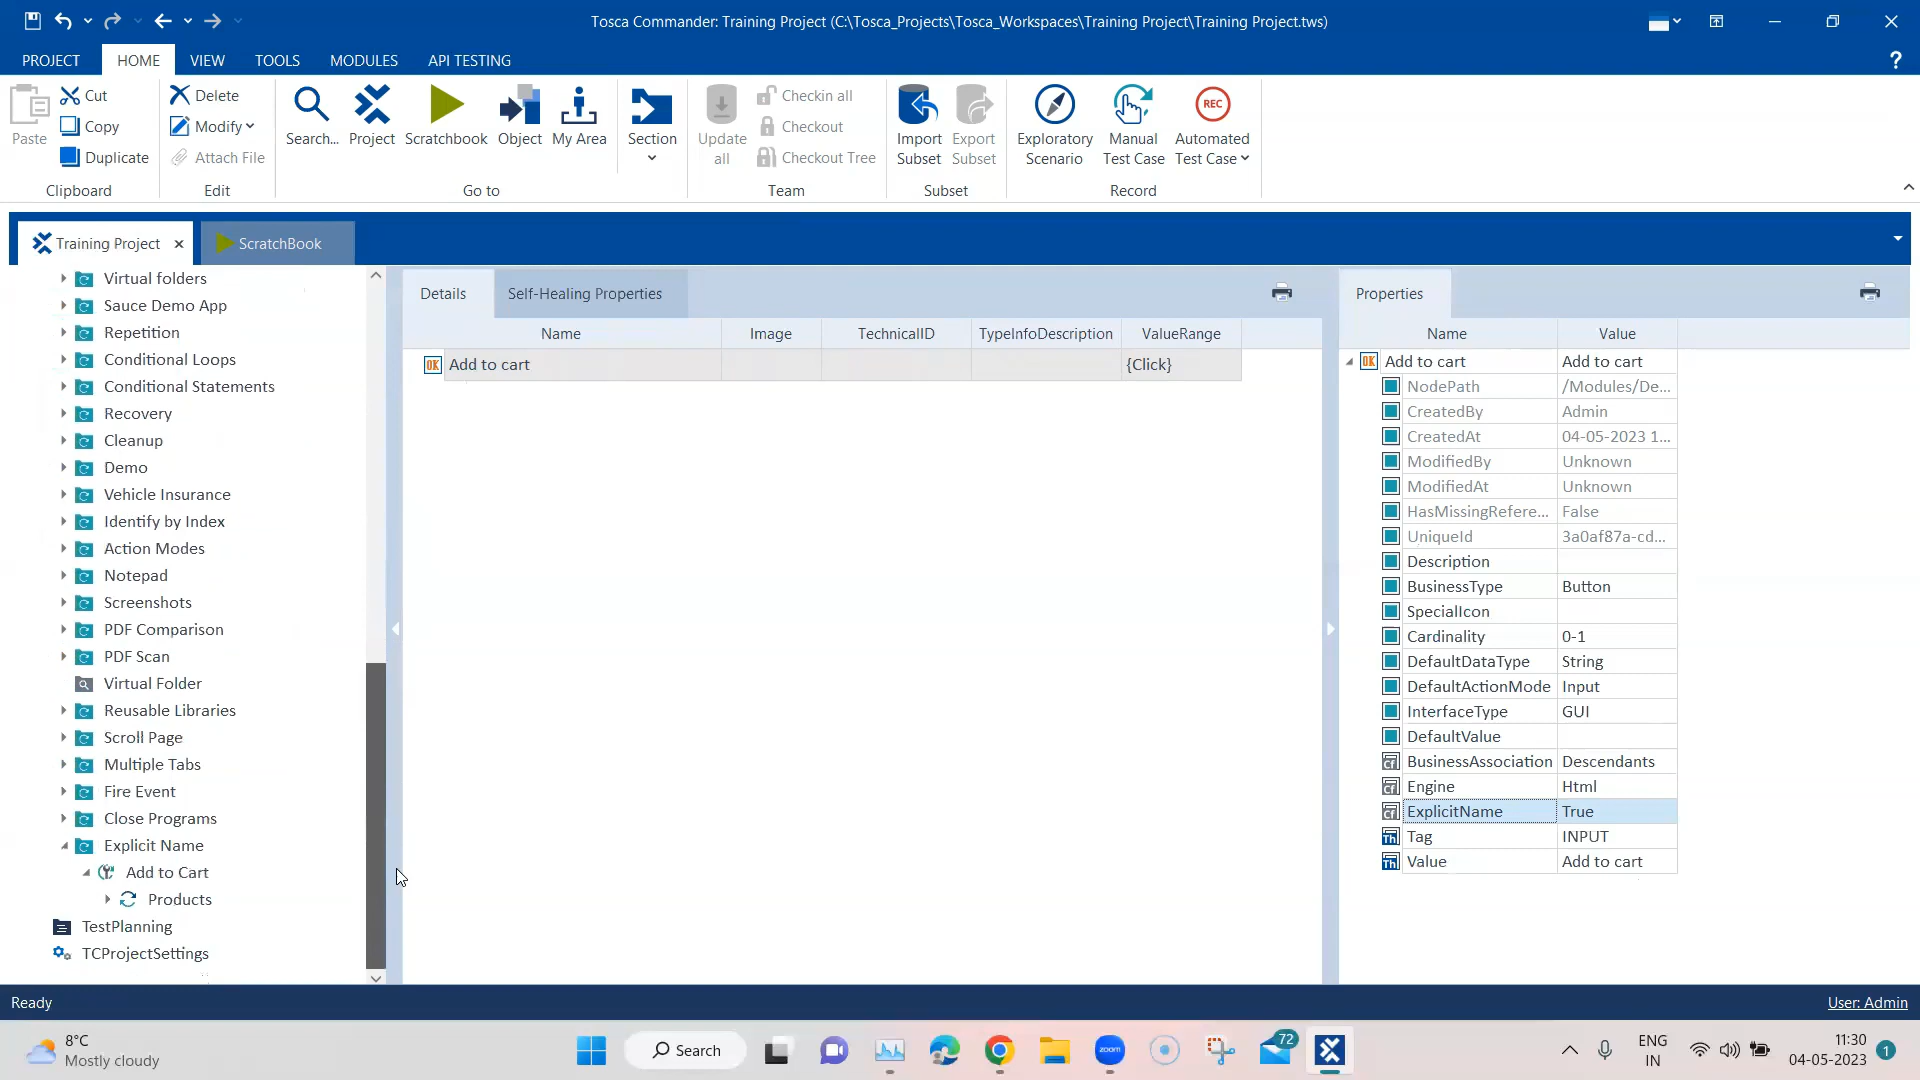 Tosca Commander: Training Project (C:\Tosca_Projects\Tosca_Workspaces\Training Project\Training Project.tws)
PROJECT HOME VIEW TOOLS MODULES API TESTING ?
Paste
Cut
Copy
Duplicate
Clipboard
Delete
Modify
Attach File
Edit
Search...
Project
Scratchbook
Object
My Area
Section
Go to
Update all
Checkin all
Checkout
Checkout Tree
Team
Import Subset
Export Subset
Subset
Exploratory Scenario
Manual Test Case
REC
Automated Test Case
Record
Training Project
ScratchBook
Virtual folders
Sauce Demo App
Repetition
Conditional Loops
Conditional Statements
Recovery
Cleanup
Demo
Vehicle Insurance
Identify by Index
Action Modes
Notepad
Screenshots
PDF Comparison
PDF Scan
Virtual Folder
Reusable Libraries
Scroll Page
Multiple Tabs
Fire Event
Close Programs
Explicit Name
Add to Cart
Products
TestPlanning
TCProjectSettings
Details Self-Healing Properties
Name Image TechnicalID TypeInfoDescription ValueRange
OK Add to cart {Click}
Properties
Name Value
OK Add to cart Add to cart
NodePath /Modules/De...
CreatedBy Admin
CreatedAt 04-05-2023 1...
ModifiedBy Unknown
ModifiedAt Unknown
HasMissingRefere... False
UniqueId 3a0af87a-cd...
Description
BusinessType Button
SpecialIcon
Cardinality 0-1
DefaultDataType String
DefaultActionMode Input
InterfaceType GUI
DefaultValue
cf BusinessAssociation Descendants
cf Engine Html
cf ExplicitName True
Th Tag INPUT
Th Value Add to cart
Ready User: Admin
8°C
Mostly cloudy
Search
zoom
72
ENG
IN
11:30
04-05-2023
1